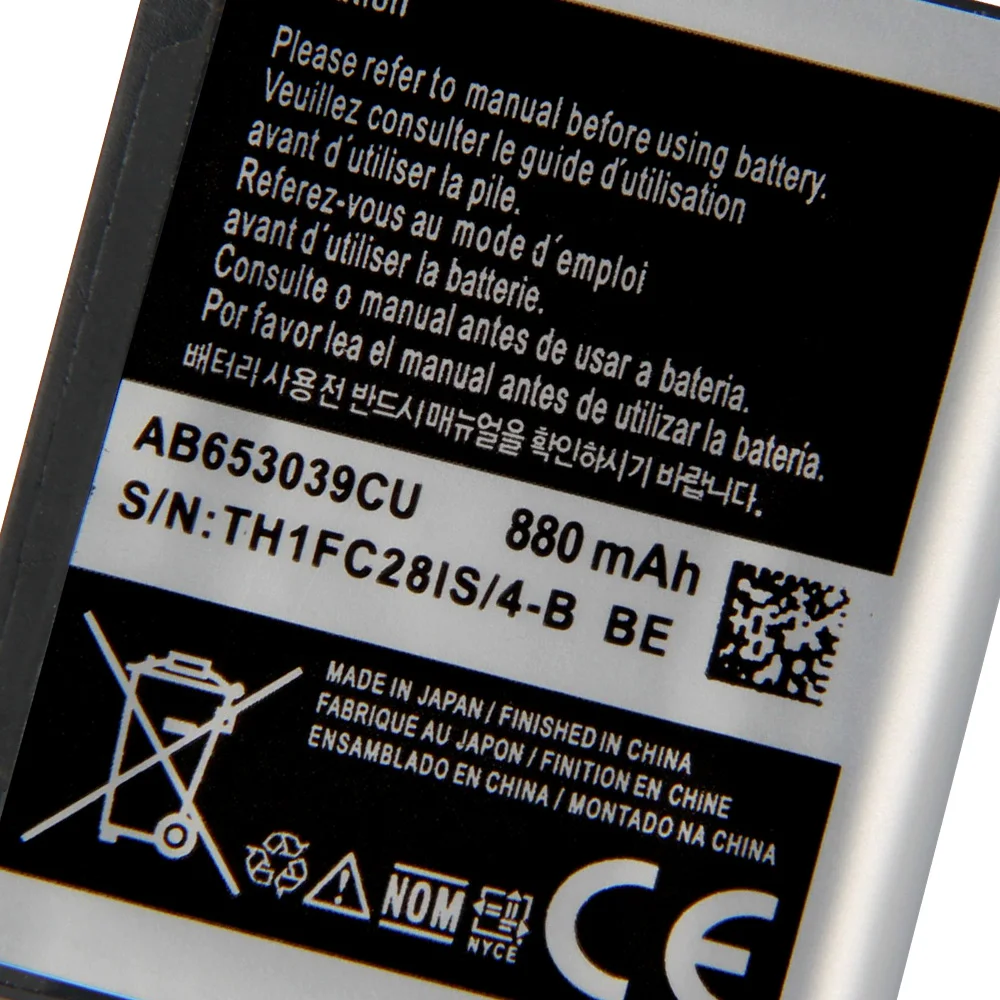 Please refer to manual before using battery.
Veuillez consulter le guide d'utilisation
avant d'utiliser la pile.
Referez-vous au mode d'emploi
avant d'utiliser la batterie.
Consulte o manual antes de usar a bateria.
Por favor lea el manual antes de utilizar la batería.
배터리 사용전 반드시 매뉴얼을 확인하시기 바랍니다.
AB653039CU 880 mAh
S/N:TH1FC28IS/4-B BE
MADE IN JAPAN / FINISHED IN CHINA
FABRIQUE AU JAPON / FINITION EN CHINE
ENSAMBLADO EN CHINA / MONTADO NA CHINA
NOM
NYCE
CE